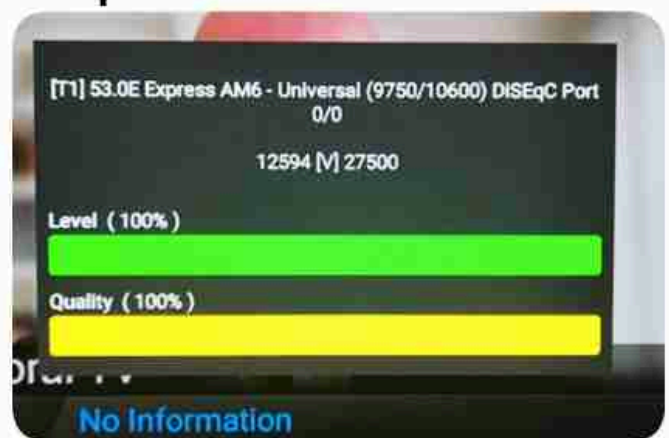 [T1] 53.0E Express AM6 - Universal (9750/10600) DiSEqC Port
0/0
12594 [V] 27500
Level ( 100% )
Quality ( 100% )
TV
No Information